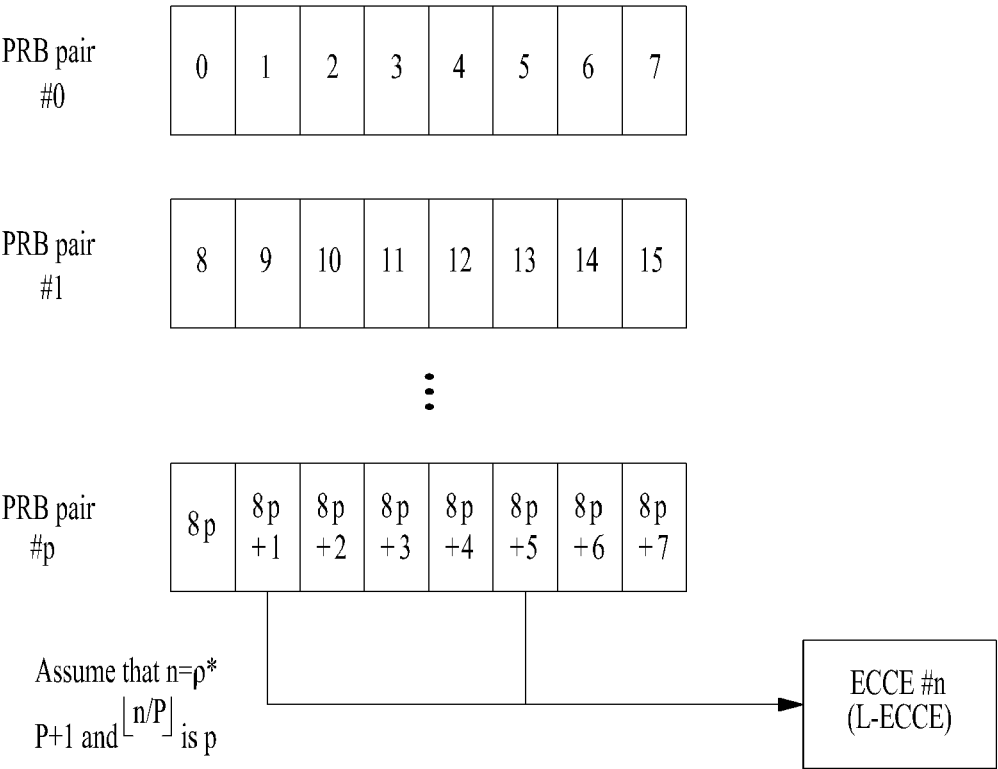 PRB pair
#0
0 1 2 3 4 5 6 7
PRB pair
#1
8 9 10 11 12 13 14 15
PRB pair
#p
8p 8p+1 8p+2 8p+3 8p+4 8p+5 8p+6 8p+7
Assume that n=ρ*
P+1 and ⌊n/P⌋ is p
ECCE #n
(L-ECCE)